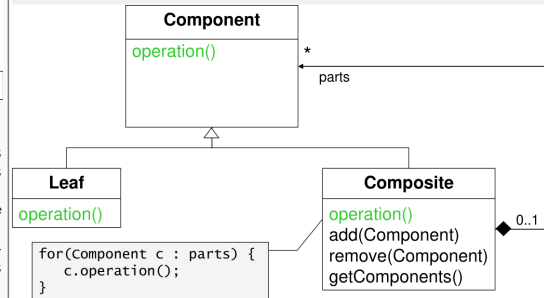 Component
operation()
*
parts
Leaf
operation()
Composite
operation()
add(Component)
remove(Component)
getComponents()
0..1
for(Component c : parts) {
c.operation();
}